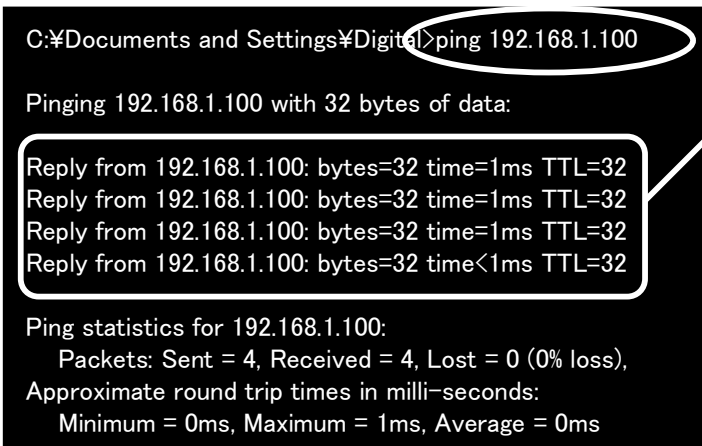 C:¥Documents and Settings¥Digital>ping 192.168.1.100
Pinging 192.168.1.100 with 32 bytes of data:
Reply from 192.168.1.100: bytes=32 time=1ms TTL=32
Reply from 192.168.1.100: bytes=32 time=1ms TTL=32
Reply from 192.168.1.100: bytes=32 time=1ms TTL=32
Reply from 192.168.1.100: bytes=32 time<1ms TTL=32
Ping statistics for 192.168.1.100:
Packets: Sent = 4, Received = 4, Lost = 0 (0% loss),
Approximate round trip times in milli-seconds:
Minimum = 0ms, Maximum = 1ms, Average = 0ms